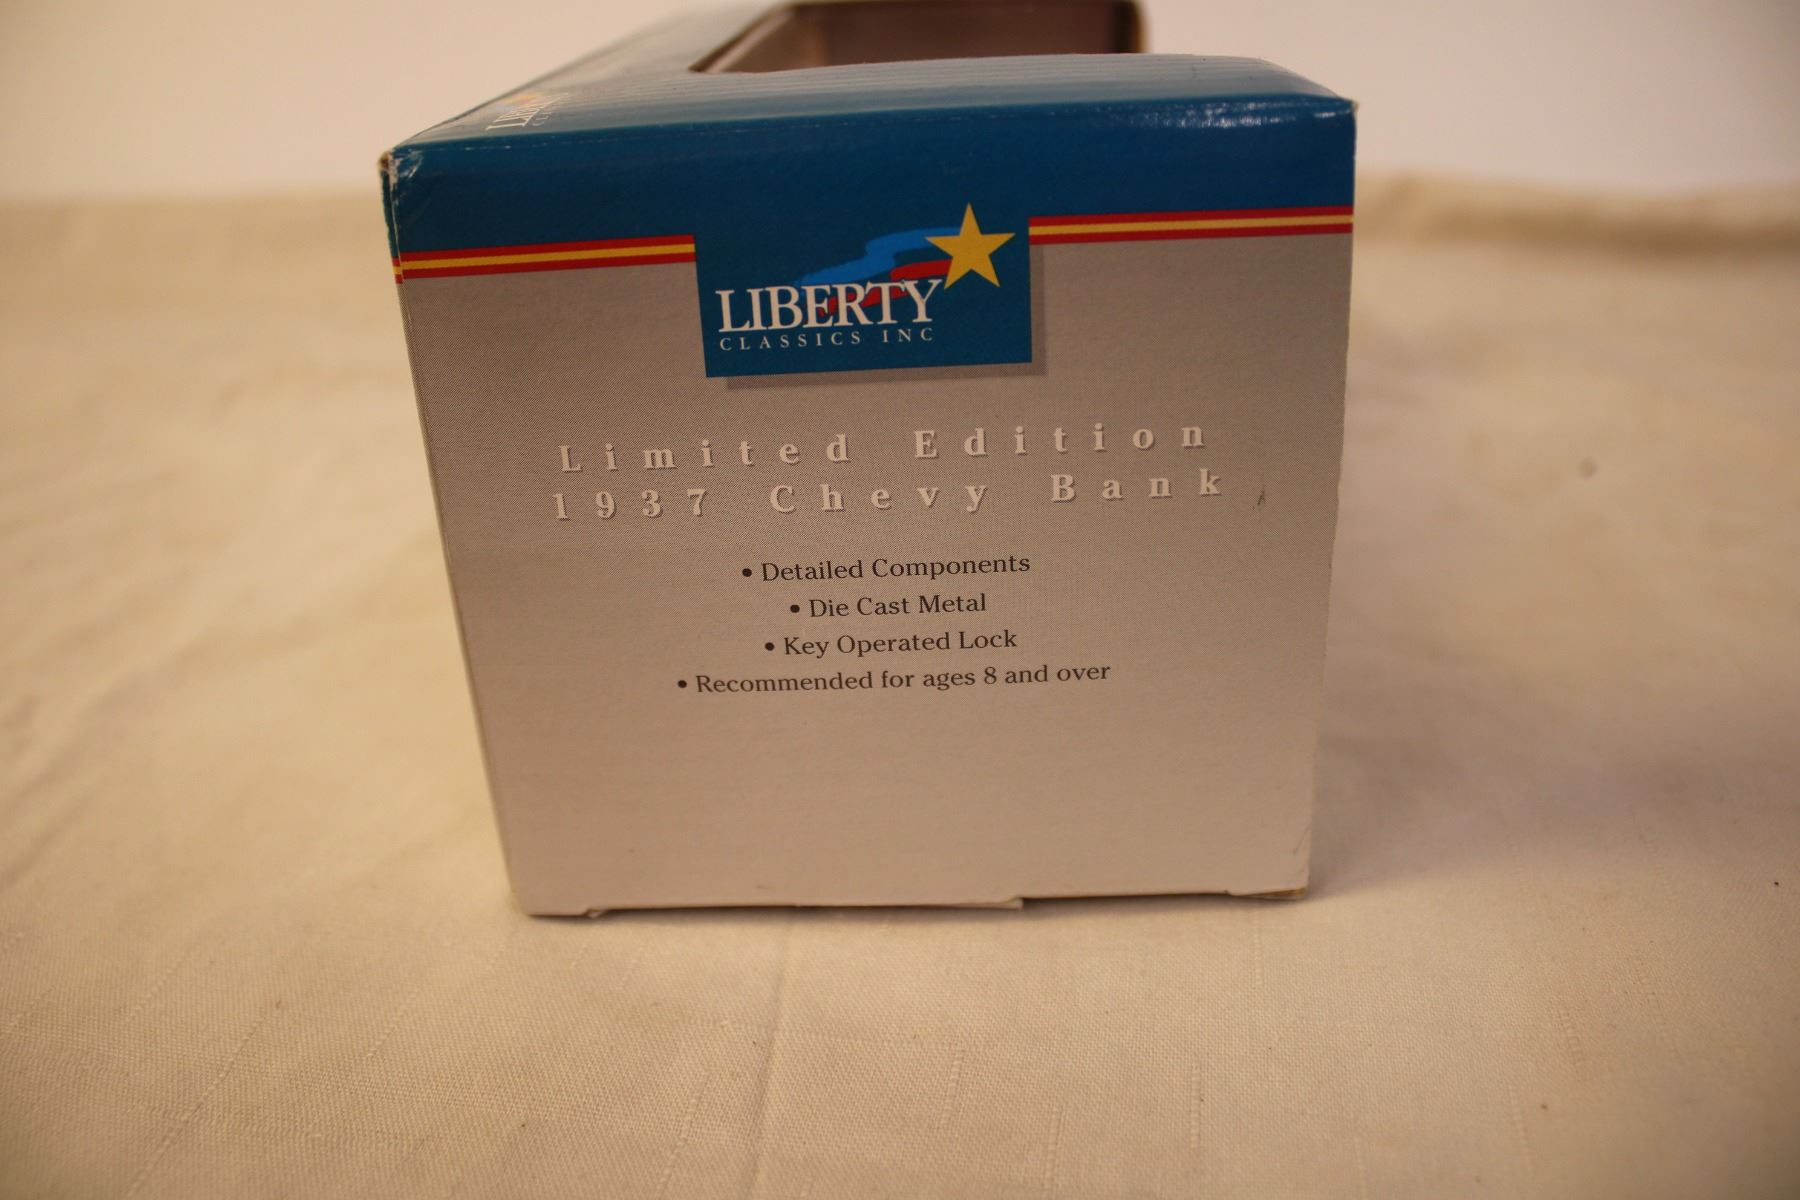 LIBERTY
CLASSICS INC
Limited Edition
1937 Chevy Bank
• Detailed Components
• Die Cast Metal
• Key Operated Lock
• Recommended for ages 8 and over